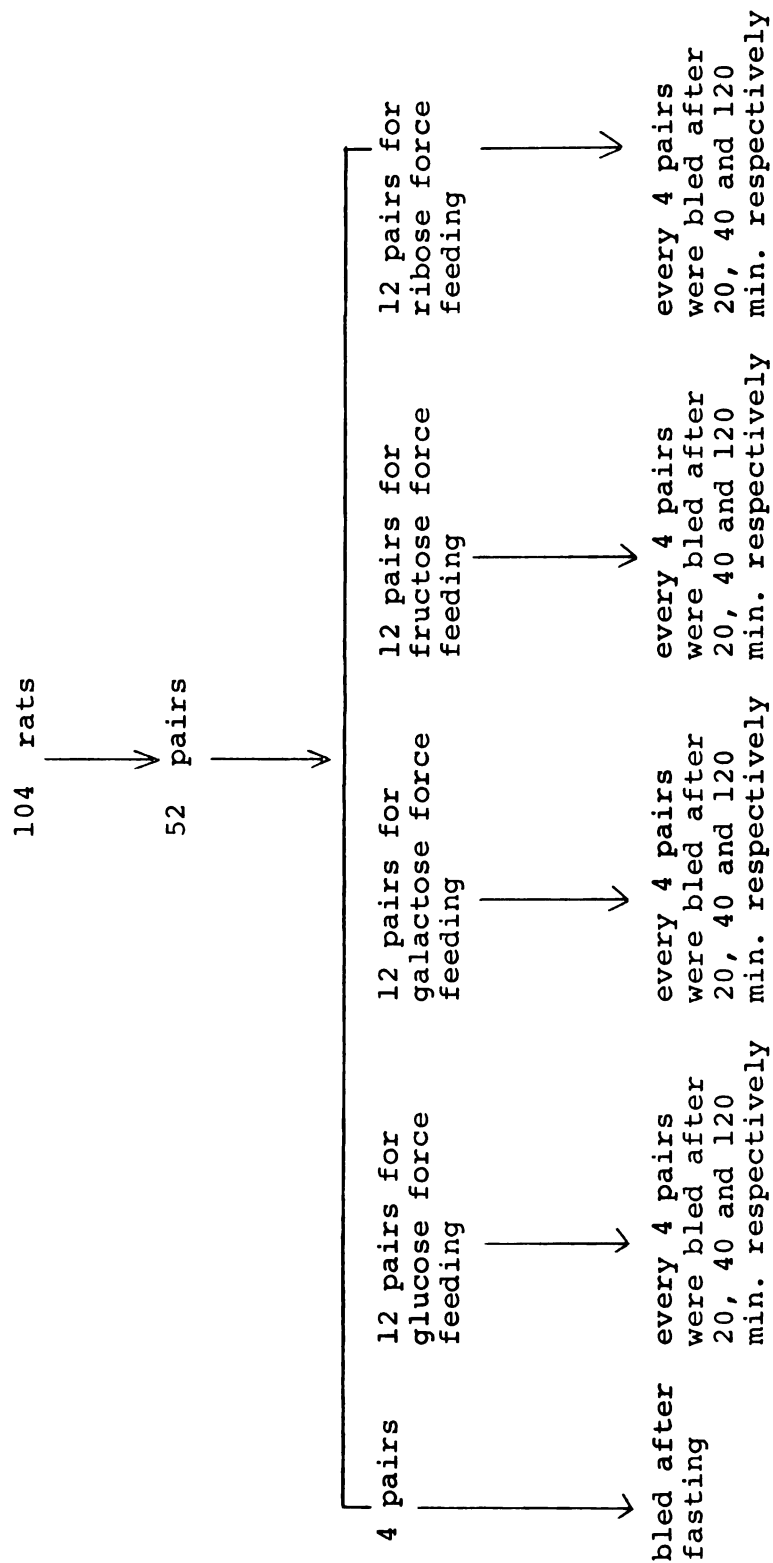 104 rats
52 pairs
4 pairs
12 pairs for
glucose force
feeding
12 pairs for
galactose force
feeding
12 pairs for
fructose force
feeding
12 pairs for
ribose force
feeding
bled after
fasting
every 4 pairs
were bled after
20, 40 and 120
min. respectively
every 4 pairs
were bled after
20, 40 and 120
min. respectively
every 4 pairs
were bled after
20, 40 and 120
min. respectively
every 4 pairs
were bled after
20, 40 and 120
min. respectively